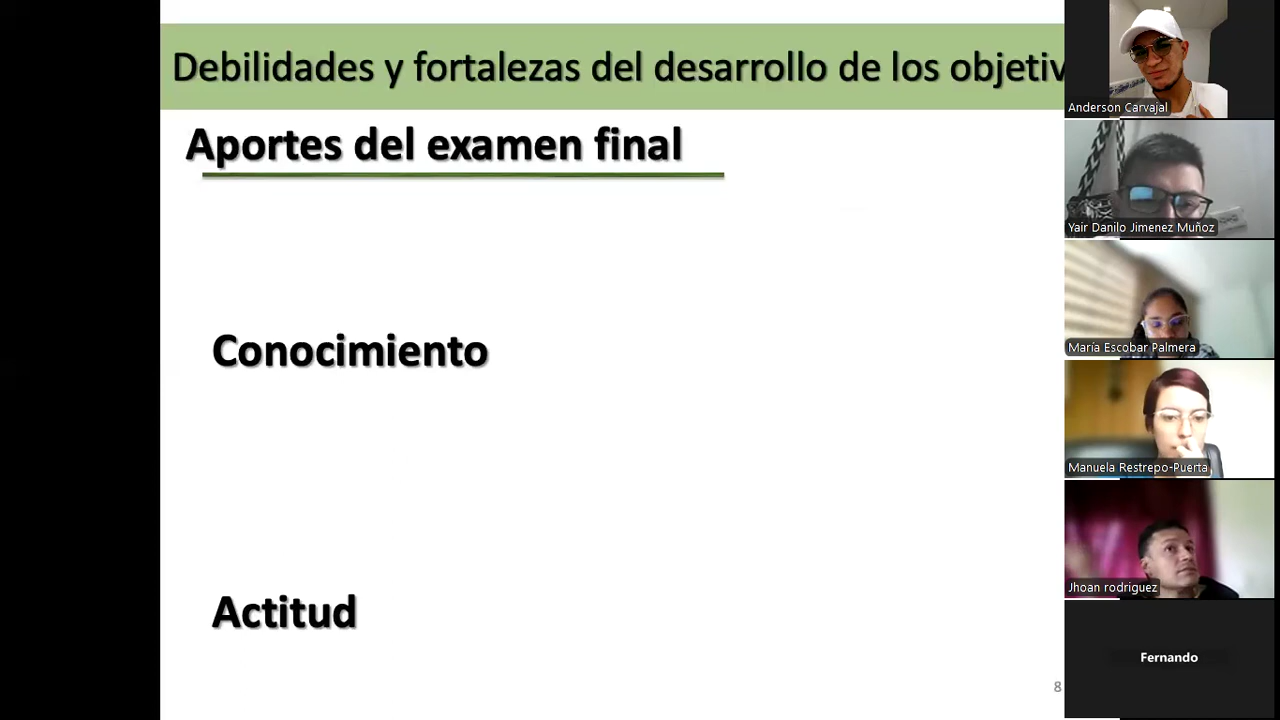 Debilidades y fortalezas del desarrollo de los objetiv
Aportes del examen final
Conocimiento
Actitud
8
Anderson Carvajal
Yair Danilo Jimenez Muñoz
María Escobar Palmera
Manuela Restrepo-Puerta
Jhoan rodriguez
Fernando